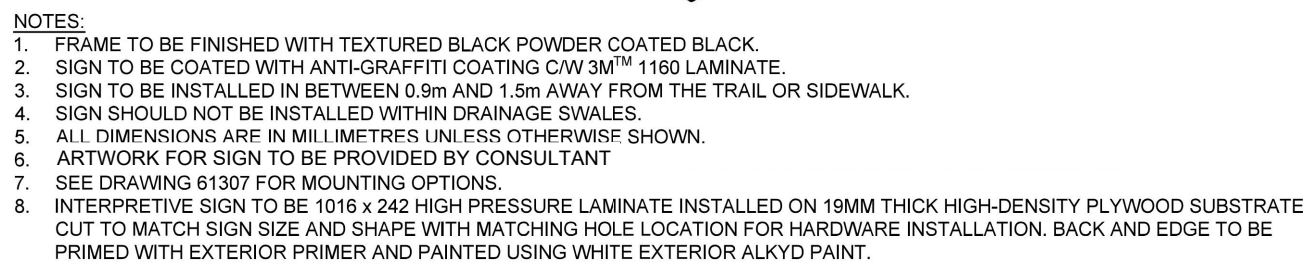 NOTES:
1. FRAME TO BE FINISHED WITH TEXTURED BLACK POWDER COATED BLACK.
2. SIGN TO BE COATED WITH ANTI-GRAFFITI COATING C/W 3M™ 1160 LAMINATE.
3. SIGN TO BE INSTALLED IN BETWEEN 0.9m AND 1.5m AWAY FROM THE TRAIL OR SIDEWALK.
4. SIGN SHOULD NOT BE INSTALLED WITHIN DRAINAGE SWALES.
5. ALL DIMENSIONS ARE IN MILLIMETRES UNLESS OTHERWISE SHOWN.
6. ARTWORK FOR SIGN TO BE PROVIDED BY CONSULTANT
7. SEE DRAWING 61307 FOR MOUNTING OPTIONS.
8. INTERPRETIVE SIGN TO BE 1016 x 242 HIGH PRESSURE LAMINATE INSTALLED ON 19MM THICK HIGH-DENSITY PLYWOOD SUBSTRATE
CUT TO MATCH SIGN SIZE AND SHAPE WITH MATCHING HOLE LOCATION FOR HARDWARE INSTALLATION. BACK AND EDGE TO BE
PRIMED WITH EXTERIOR PRIMER AND PAINTED USING WHITE EXTERIOR ALKYD PAINT.